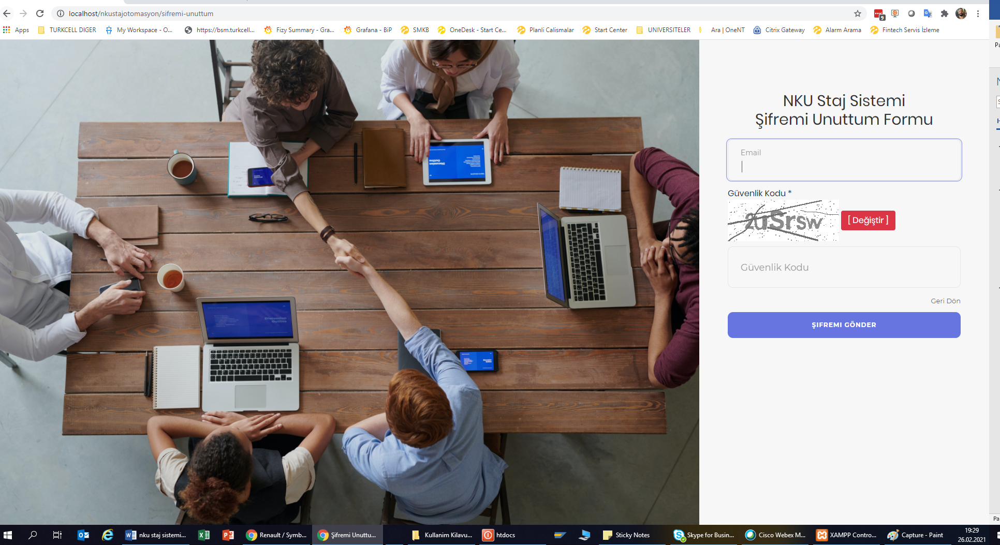 localhost/nkustajotomasyon/sifremi-unuttum
9
Apps
TURKCELL DIGER
My Workspace - O...
https://bsm.turkcell...
Fizy Summary - Gra...
Grafana - BiP
SMKB
OneDesk - Start Ce...
Planli Calismalar
Start Center
UNIVERSITELER
Ara | OneNT
Citrix Gateway
Alarm Arama
Fintech Servis İzleme
NKU Staj Sistemi
Şifremi Unuttum Formu
Email
Güvenlik Kodu *
2uSrsw
[ Değiştir ]
Güvenlik Kodu
Geri Dön
ŞIFREMI GÖNDER
Discussion
Outline
nku staj sistemi...
Renault / Symb...
Şifremi Unuttu...
Kullanim Kilavu...
htdocs
Sticky Notes
Skype for Busin...
Cisco Webex M...
XAMPP Contro...
Capture - Paint
19:29
26.02.2021